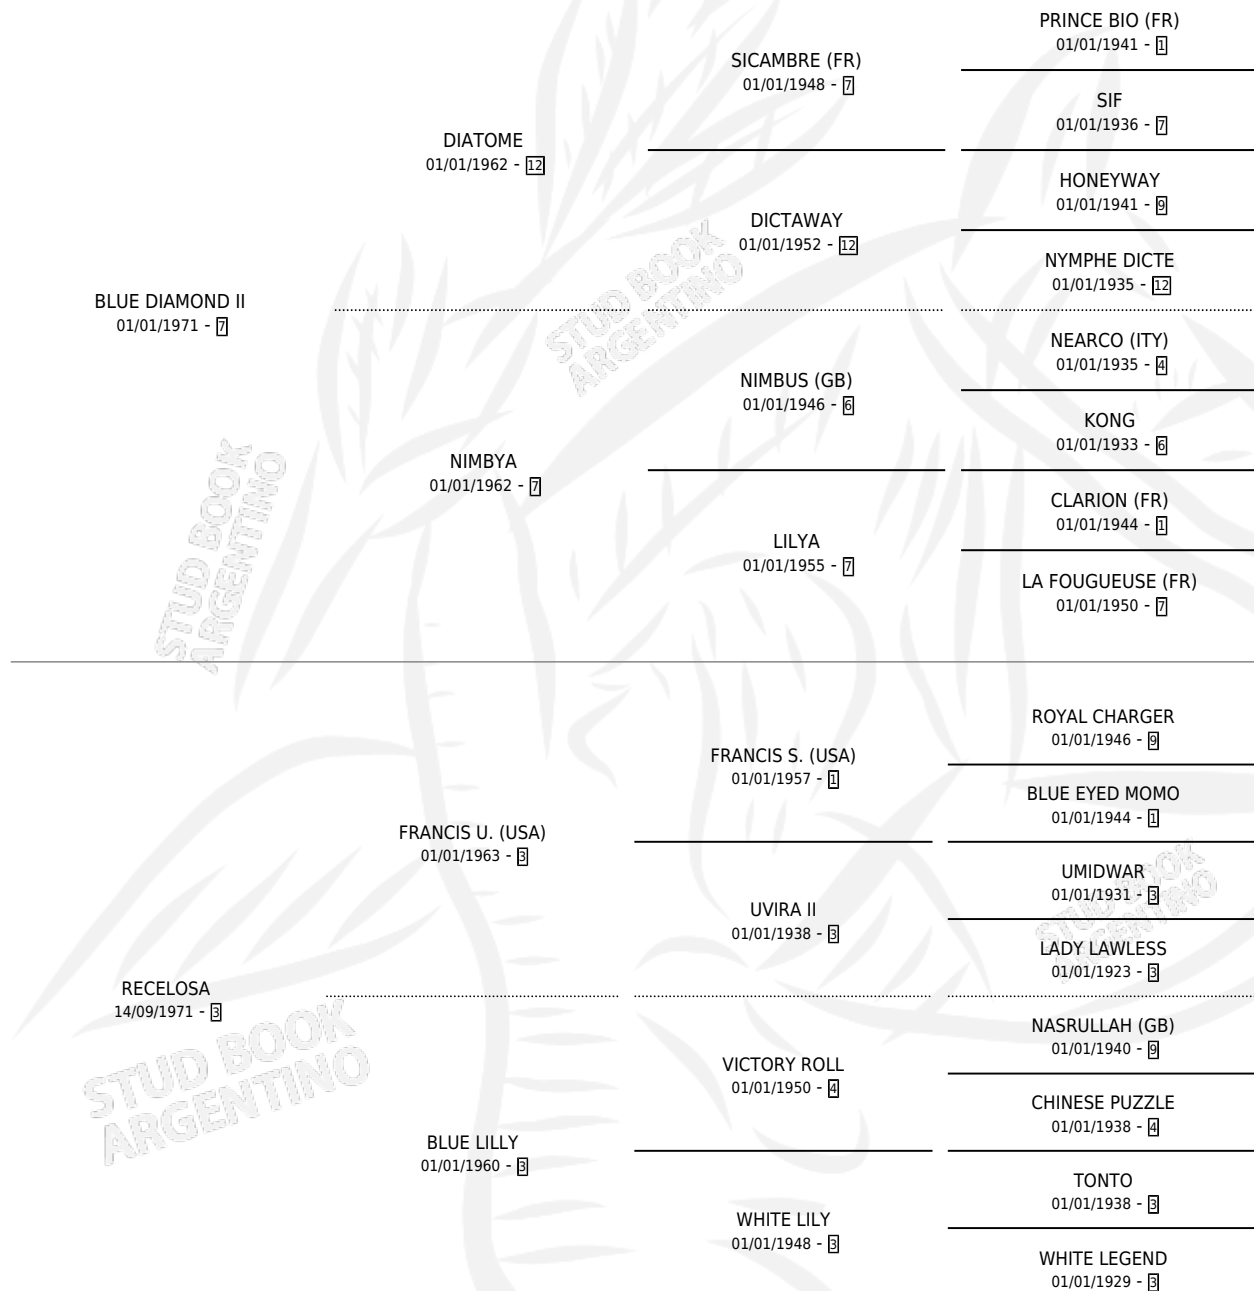 PRINCE BIO (FR)
01/01/1941 - 1
SICAMBRE (FR)
01/01/1948 - 7
SIF
01/01/1936 - 7
DIATOME
01/01/1962 - 12
HONEYWAY
01/01/1941 - 9
DICTAWAY
01/01/1952 - 12
NYMPHE DICTE
01/01/1935 - 12
BLUE DIAMOND II
01/01/1971 - 7
STUD BOOK
ARGENTINO
NEARCO (ITY)
01/01/1935 - 4
NIMBUS (GB)
01/01/1946 - 6
KONG
01/01/1933 - 6
NIMBYA
01/01/1962 - 7
CLARION (FR)
01/01/1944 - 1
LILYA
01/01/1955 - 7
LA FOUGUEUSE (FR)
01/01/1950 - 7
STUD BOOK
ARGENTINO
ROYAL CHARGER
01/01/1946 - 9
FRANCIS S. (USA)
01/01/1957 - 1
BLUE EYED MOMO
01/01/1944 - 1
FRANCIS U. (USA)
01/01/1963 - 3
UMIDWAR
01/01/1931 - 3
UVIRA II
01/01/1938 - 3
LADY LAWLESS
01/01/1923 - 3
STUD BOOK
ARGENTINO
RECELOSA
14/09/1971 - 3
NASRULLAH (GB)
01/01/1940 - 9
VICTORY ROLL
01/01/1950 - 4
CHINESE PUZZLE
01/01/1938 - 4
STUD BOOK
ARGENTINO
BLUE LILLY
01/01/1960 - 3
TONTO
01/01/1938 - 3
WHITE LILY
01/01/1948 - 3
WHITE LEGEND
01/01/1929 - 3